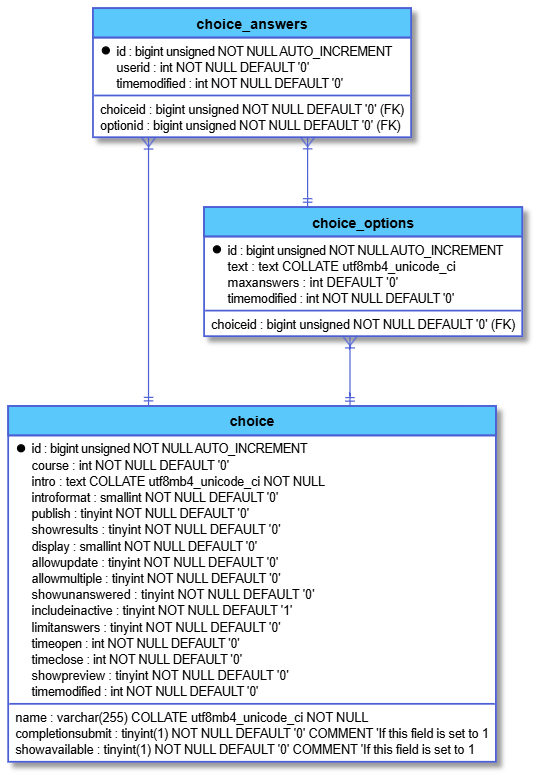 choice_answers
id : bigint unsigned NOT NULL AUTO_INCREMENT
userid : int NOT NULL DEFAULT '0'
timemodified : int NOT NULL DEFAULT '0'
choiceid : bigint unsigned NOT NULL DEFAULT '0' (FK)
optionid : bigint unsigned NOT NULL DEFAULT '0' (FK)
choice_options
id : bigint unsigned NOT NULL AUTO_INCREMENT
text : text COLLATE utf8mb4_unicode_ci
maxanswers : int DEFAULT '0'
timemodified : int NOT NULL DEFAULT '0'
choiceid : bigint unsigned NOT NULL DEFAULT '0' (FK)
choice
id : bigint unsigned NOT NULL AUTO_INCREMENT
course : int NOT NULL DEFAULT '0'
intro : text COLLATE utf8mb4_unicode_ci NOT NULL
introformat : smallint NOT NULL DEFAULT '0'
publish : tinyint NOT NULL DEFAULT '0'
showresults : tinyint NOT NULL DEFAULT '0'
display : smallint NOT NULL DEFAULT '0'
allowupdate : tinyint NOT NULL DEFAULT '0'
allowmultiple : tinyint NOT NULL DEFAULT '0'
showunanswered : tinyint NOT NULL DEFAULT '0'
includeinactive : tinyint NOT NULL DEFAULT '1'
limitanswers : tinyint NOT NULL DEFAULT '0'
timeopen : int NOT NULL DEFAULT '0'
timeclose : int NOT NULL DEFAULT '0'
showpreview : tinyint NOT NULL DEFAULT '0'
timemodified : int NOT NULL DEFAULT '0'
name : varchar(255) COLLATE utf8mb4_unicode_ci NOT NULL
completionsubmit : tinyint(1) NOT NULL DEFAULT '0' COMMENT 'If this field is set to 1
showavailable : tinyint(1) NOT NULL DEFAULT '0' COMMENT 'If this field is set to 1